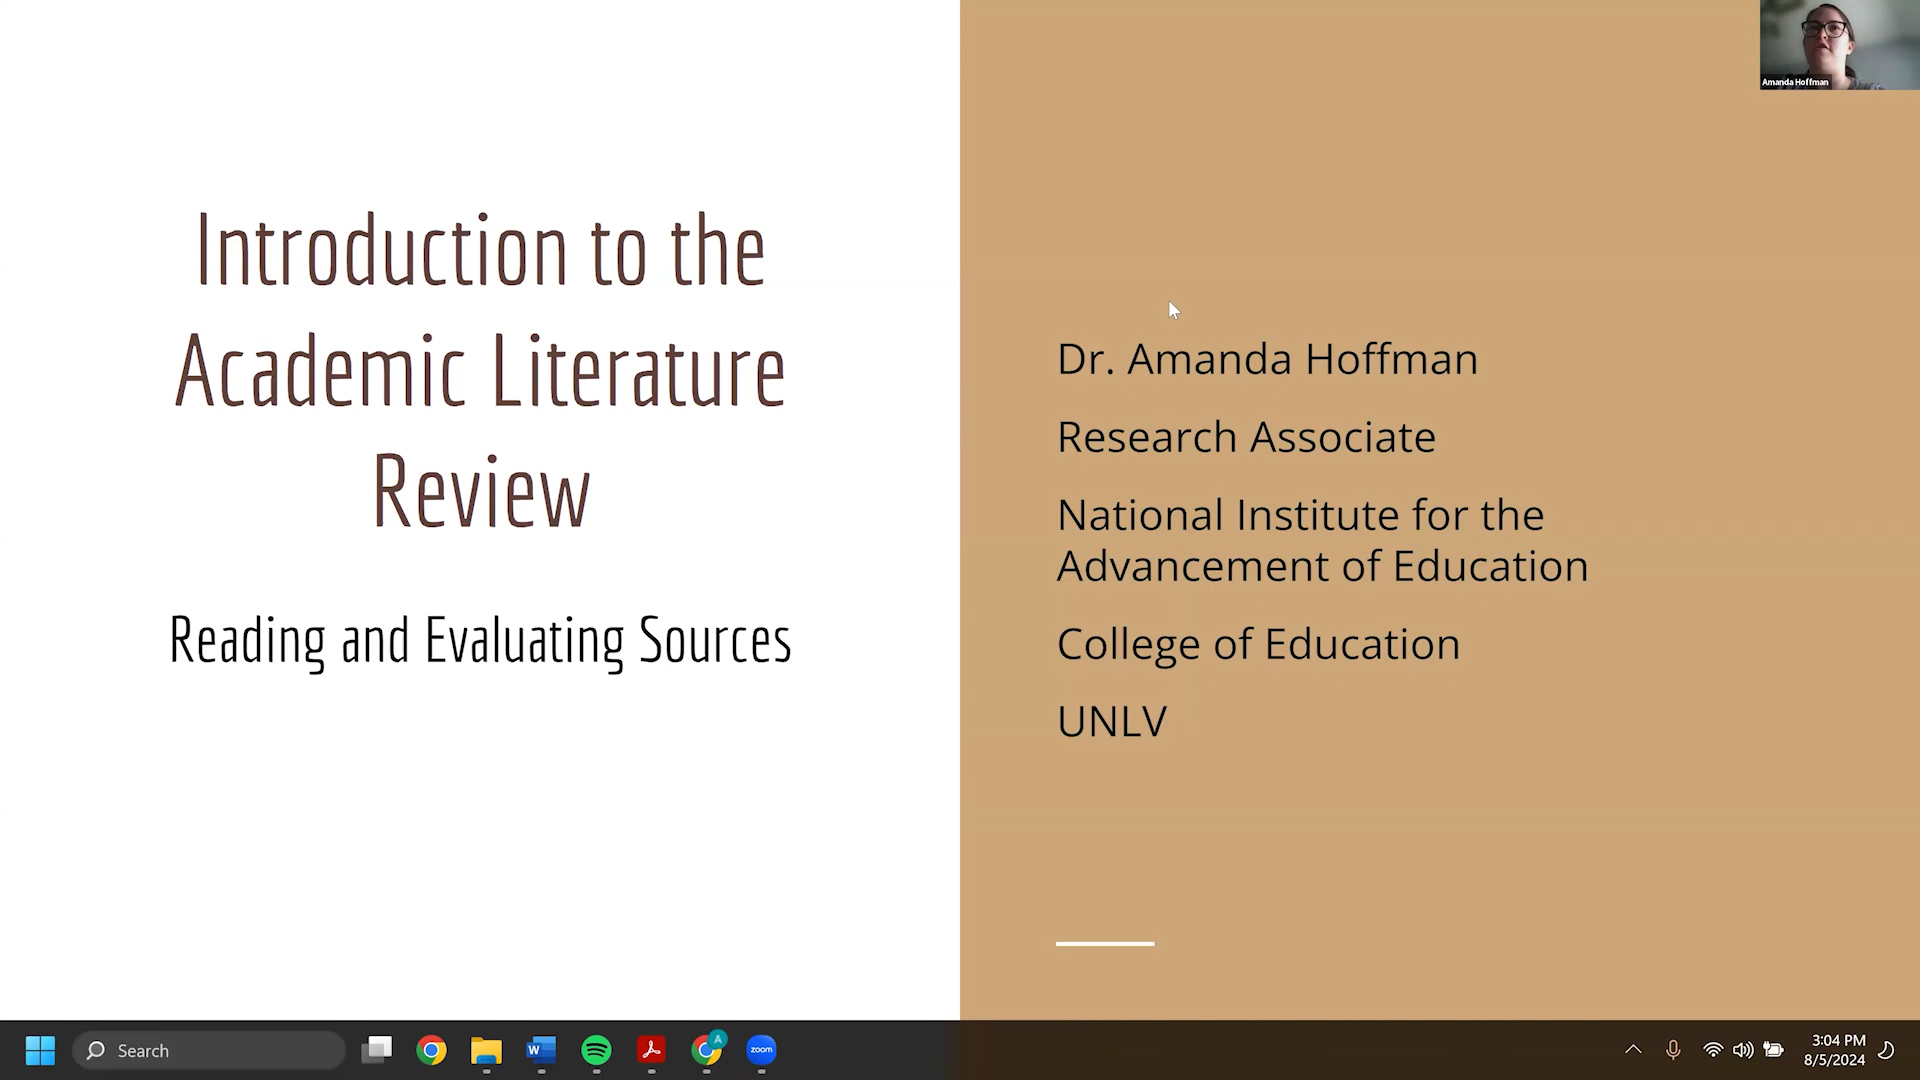 Introduction to the
Academic Literature
Review
Reading and Evaluating Sources
Dr. Amanda Hoffman
Research Associate
National Institute for the
Advancement of Education
College of Education
UNLV
Amanda Hoffman
Search
W
A
zoom
3:04 PM
8/5/2024